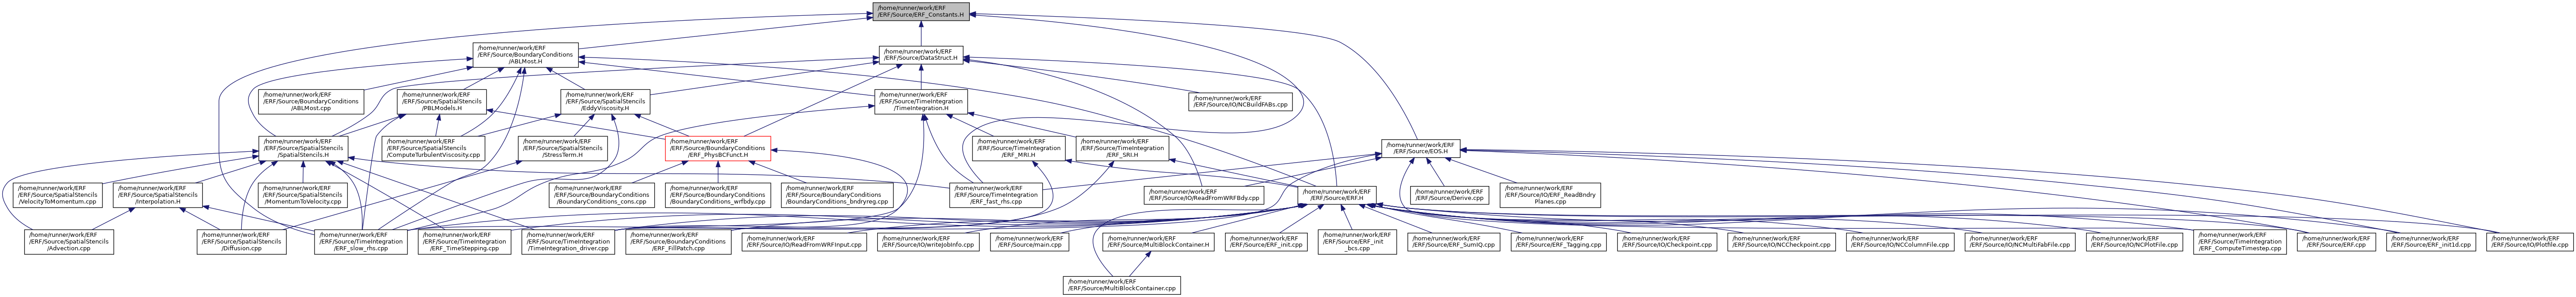 /home/runner/work/ERF
/ERF/Source/ERF_Constants.H
/home/runner/work/ERF
/ERF/Source/BoundaryConditions
/ABLMost.H
/home/runner/work/ERF
/ERF/Source/DataStruct.H
/home/runner/work/ERF
/ERF/Source/BoundaryConditions
/ABLMost.cpp
/home/runner/work/ERF
/ERF/Source/SpatialStencils
/PBLModels.H
/home/runner/work/ERF
/ERF/Source/SpatialStencils
/EddyViscosity.H
/home/runner/work/ERF
/ERF/Source/TimeIntegration
/TimeIntegration.H
/home/runner/work/ERF
/ERF/Source/IO/NCBuildFABs.cpp
/home/runner/work/ERF
/ERF/Source/SpatialStencils
/SpatialStencils.H
/home/runner/work/ERF
/ERF/Source/SpatialStencils
/ComputeTurbulentViscosity.cpp
/home/runner/work/ERF
/ERF/Source/SpatialStencils
/StressTerm.H
/home/runner/work/ERF
/ERF/Source/BoundaryConditions
/ERF_PhysBCFunct.H
/home/runner/work/ERF
/ERF/Source/TimeIntegration
/ERF_MRI.H
/home/runner/work/ERF
/ERF/Source/TimeIntegration
/ERF_SRI.H
/home/runner/work/ERF
/ERF/Source/EOS.H
/home/runner/work/ERF
/ERF/Source/SpatialStencils
/VelocityToMomentum.cpp
/home/runner/work/ERF
/ERF/Source/SpatialStencils
/Interpolation.H
/home/runner/work/ERF
/ERF/Source/SpatialStencils
/MomentumToVelocity.cpp
/home/runner/work/ERF
/ERF/Source/BoundaryConditions
/BoundaryConditions_cons.cpp
/home/runner/work/ERF
/ERF/Source/BoundaryConditions
/BoundaryConditions_wrfbdy.cpp
/home/runner/work/ERF
/ERF/Source/BoundaryConditions
/BoundaryConditions_bndryreg.cpp
/home/runner/work/ERF
/ERF/Source/TimeIntegration
/ERF_fast_rhs.cpp
/home/runner/work/ERF
/ERF/Source/IO/ReadFromWRFBdy.cpp
/home/runner/work/ERF
/ERF/Source/ERF.H
/home/runner/work/ERF
/ERF/Source/Derive.cpp
/home/runner/work/ERF
/ERF/Source/IO/ERF_ReadBndry
Planes.cpp
/home/runner/work/ERF
/ERF/Source/SpatialStencils
/Advection.cpp
/home/runner/work/ERF
/ERF/Source/SpatialStencils
/Diffusion.cpp
/home/runner/work/ERF
/ERF/Source/TimeIntegration
/ERF_slow_rhs.cpp
/home/runner/work/ERF
/ERF/Source/TimeIntegration
/ERF_TimeStepping.cpp
/home/runner/work/ERF
/ERF/Source/TimeIntegration
/TimeIntegration_driver.cpp
/home/runner/work/ERF
/ERF/Source/BoundaryConditions
/ERF_FillPatch.cpp
/home/runner/work/ERF
/ERF/Source/IO/ReadFromWRFInput.cpp
/home/runner/work/ERF
/ERF/Source/IO/writeJobInfo.cpp
/home/runner/work/ERF
/ERF/Source/main.cpp
/home/runner/work/ERF
/ERF/Source/MultiBlockContainer.H
/home/runner/work/ERF
/ERF/Source/ERF_init.cpp
/home/runner/work/ERF
/ERF/Source/ERF_init
_bcs.cpp
/home/runner/work/ERF
/ERF/Source/ERF_SumIQ.cpp
/home/runner/work/ERF
/ERF/Source/ERF_Tagging.cpp
/home/runner/work/ERF
/ERF/Source/IO/Checkpoint.cpp
/home/runner/work/ERF
/ERF/Source/IO/NCCheckpoint.cpp
/home/runner/work/ERF
/ERF/Source/IO/NCColumnFile.cpp
/home/runner/work/ERF
/ERF/Source/IO/NCMultiFabFile.cpp
/home/runner/work/ERF
/ERF/Source/IO/NCPlotFile.cpp
/home/runner/work/ERF
/ERF/Source/TimeIntegration
/ERF_ComputeTimestep.cpp
/home/runner/work/ERF
/ERF/Source/ERF.cpp
/home/runner/work/ERF
/ERF/Source/ERF_init1d.cpp
/home/runner/work/ERF
/ERF/Source/IO/Plotfile.cpp
/home/runner/work/ERF
/ERF/Source/MultiBlockContainer.cpp